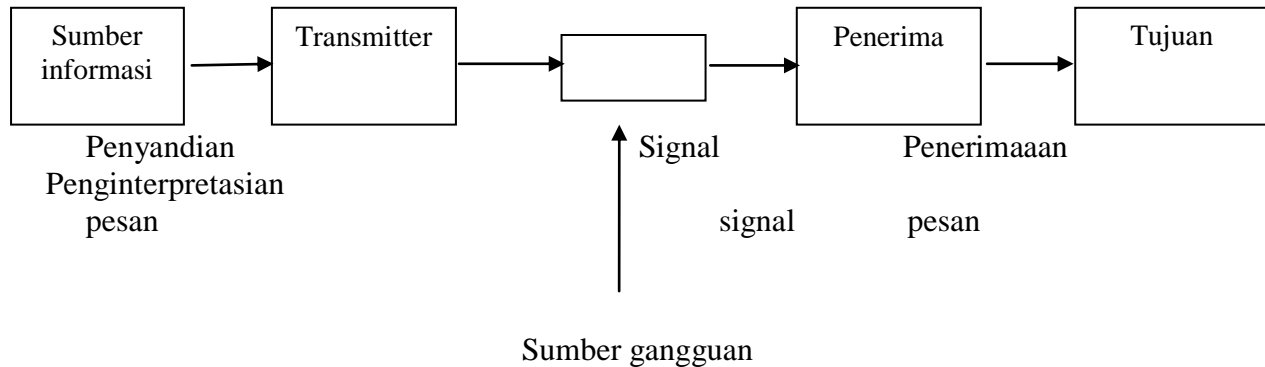 Sumber
informasi
Transmitter
Penerima
Tujuan
Penyandian Signal Penerimaaan
Penginterpretasian
pesan signal pesan
Sumber gangguan